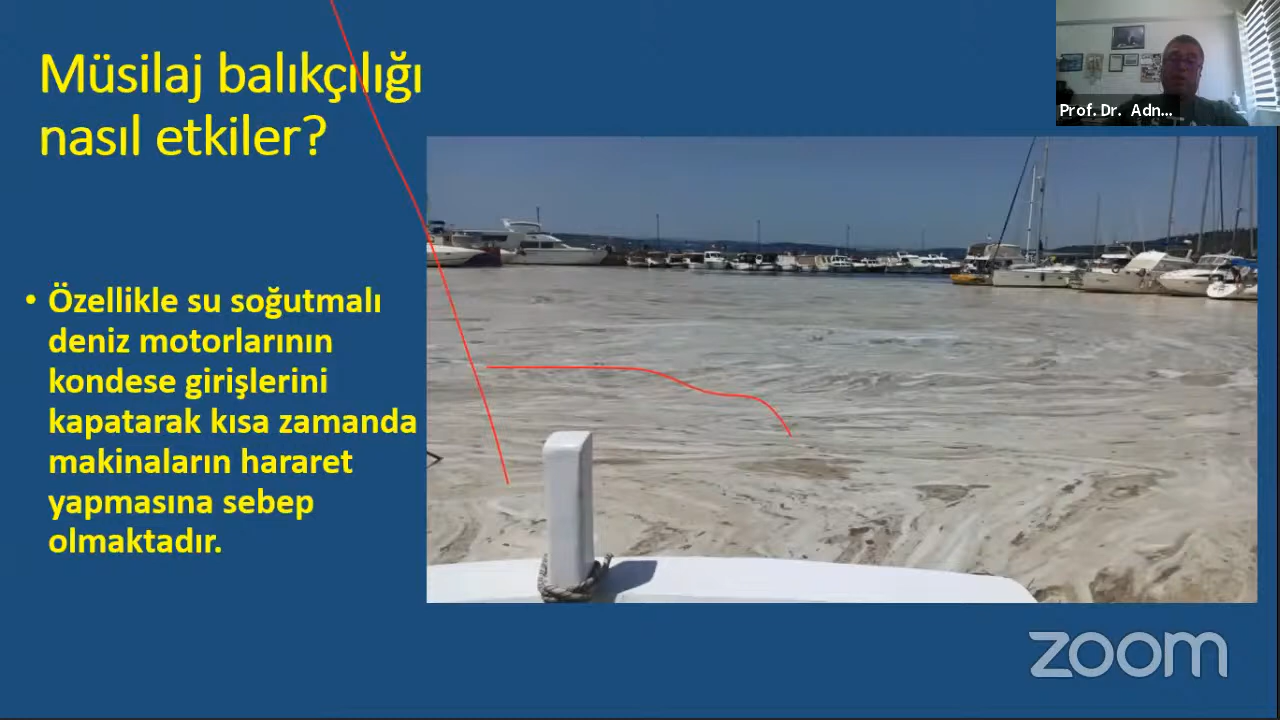 Müsilaj balıkçılığı
nasıl etkiler?
Prof. Dr. Adn...
• Özellikle su soğutmalı
deniz motorlarının
kondese girişlerini
kapatarak kısa zamanda
makinaların hararet
yapmasına sebep
olmaktadır.
zoom